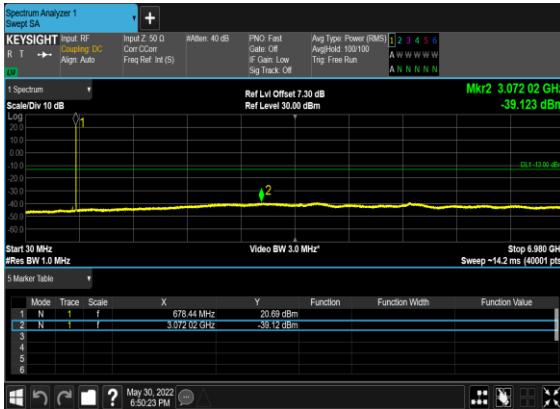 Spectrum Analyzer 1
Swept SA
+
KEYSIGHT Input: RF Input Z: 50 Ω #Atten: 40 dB PNO: Fast Avg Type: Power (RMS) 1 2 3 4 5 6
R T Coupling: DC Corr CCorr Gate: Off Avg|Hold: 100/100 A W W W W W
Align: Auto Freq Ref: Int (S) IF Gain: Low Trig: Free Run
Sig Track: Off A N N N N N
1 Spectrum Ref Lvl Offset 7.30 dB Mkr2 3.072 02 GHz
Scale/Div 10 dB Ref Level 30.00 dBm -39.123 dBm
Log
20.0
10.0
0.00
-10.0
DL1 -13.00 dBm
-20.0
-30.0
-40.0
-50.0
-60.0
1
2
Start 30 MHz Video BW 3.0 MHz* Stop 6.980 GHz
#Res BW 1.0 MHz Sweep ~14.2 ms (40001 pts)
5 Marker Table
Mode Trace Scale X Y Function Function Width Function Value
1 N 1 f 678.44 MHz 20.69 dBm
2 N 1 f 3.072 02 GHz -39.12 dBm
3
4
5
6
? May 30, 2022
6:50:23 PM